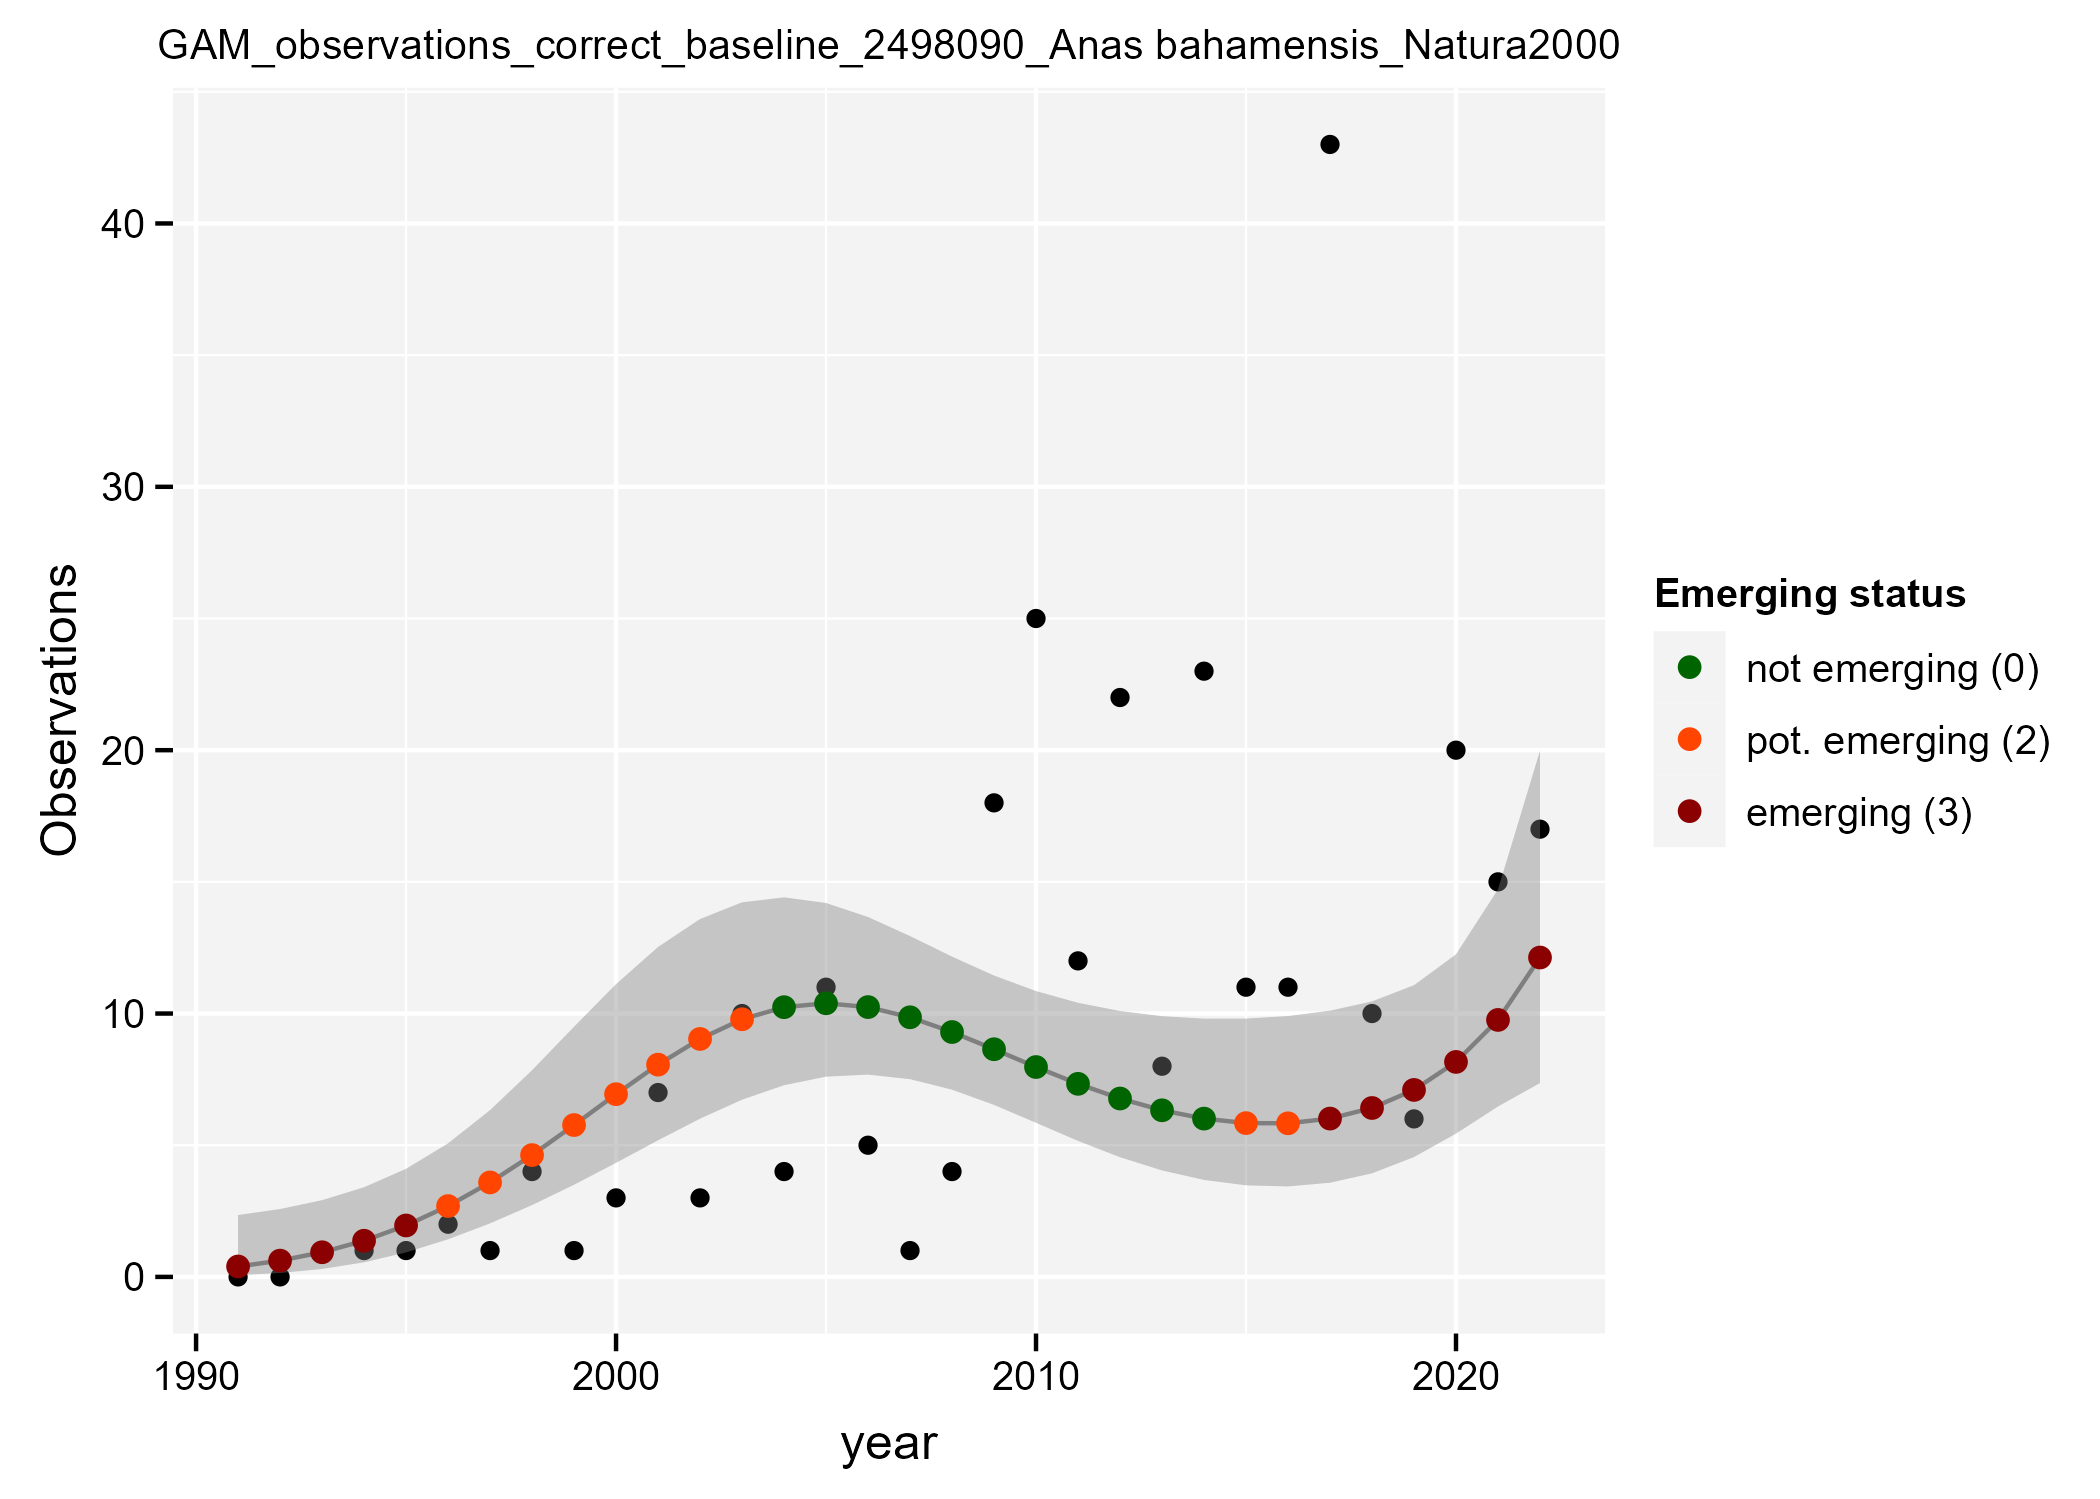 GAM_observations_correct_baseline_2498090_Anas bahamensis_Natura2000
Observations
40
30
20
10
0
1990
2000
2010
2020
year
Emerging status
not emerging (0)
pot. emerging (2)
emerging (3)